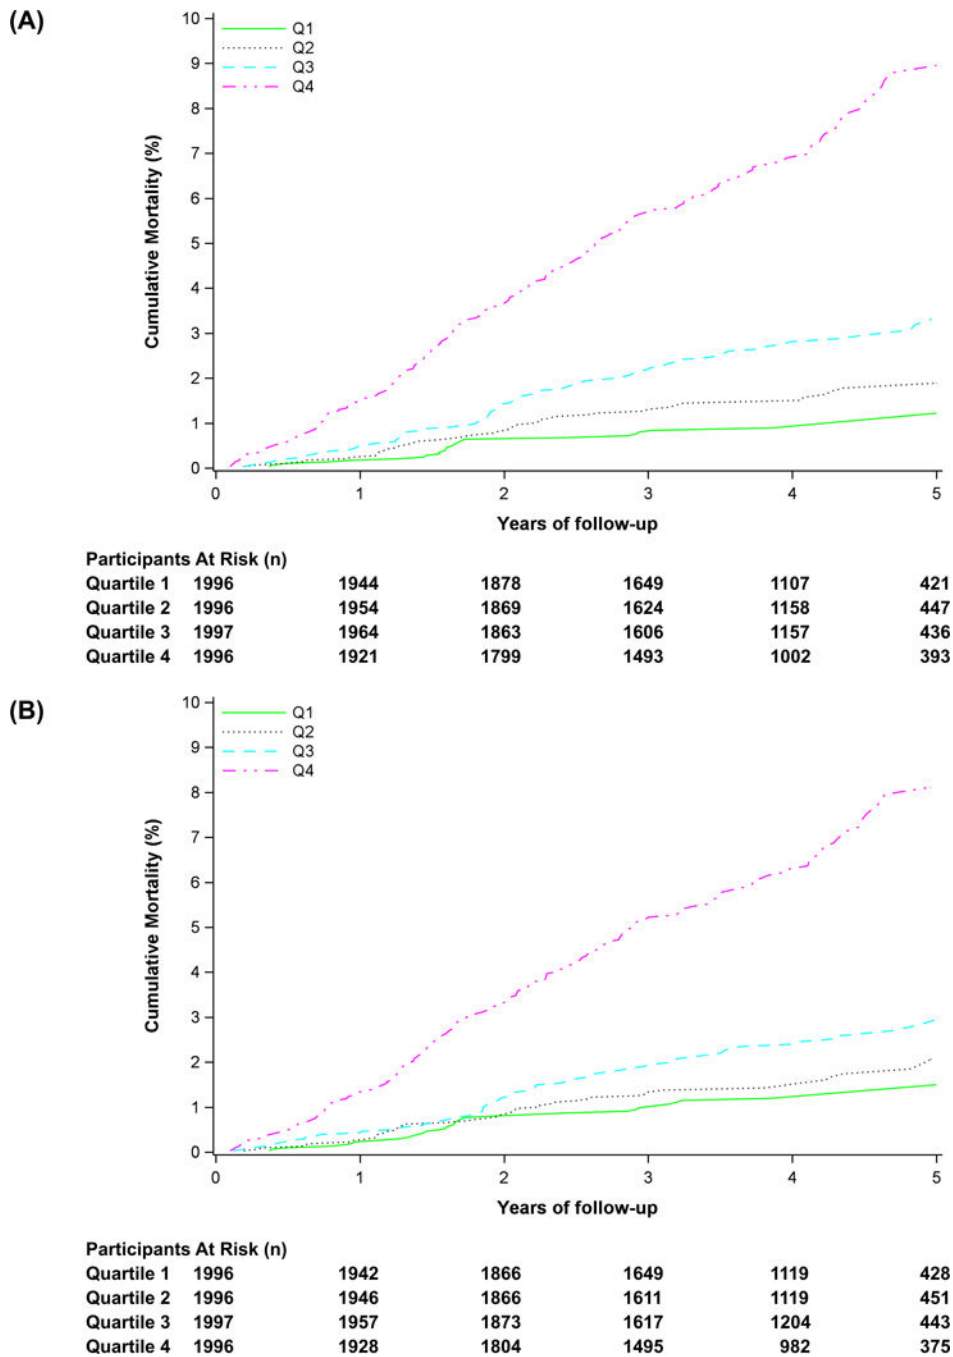 (A)
Q1
Q2
Q3
Q4
10
9
8
7
6
5
4
3
2
1
0
Cumulative Mortality (%)
0 1 2 3 4 5
Years of follow-up
Participants At Risk (n)
Quartile 1 1996 1944 1878 1649 1107 421
Quartile 2 1996 1954 1869 1624 1158 447
Quartile 3 1997 1964 1863 1606 1157 436
Quartile 4 1996 1921 1799 1493 1002 393
(B)
Q1
Q2
Q3
Q4
10
9
8
7
6
5
4
3
2
1
0
Cumulative Mortality (%)
0 1 2 3 4 5
Years of follow-up
Participants At Risk (n)
Quartile 1 1996 1942 1866 1649 1119 428
Quartile 2 1996 1946 1866 1611 1119 451
Quartile 3 1997 1957 1873 1617 1204 443
Quartile 4 1996 1928 1804 1495 982 375